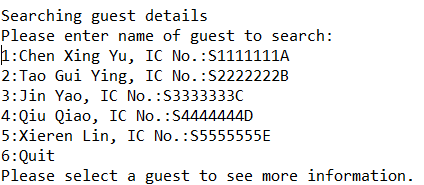 Searching guest details
Please enter name of guest to search:
1:Chen Xing Yu, IC No.:S1111111A
2:Tao Gui Ying, IC No.:S2222222B
3:Jin Yao, IC No.:S3333333C
4:Qiu Qiao, IC No.:S4444444D
5:Xieren Lin, IC No.:S5555555E
6:Quit
Please select a guest to see more information.